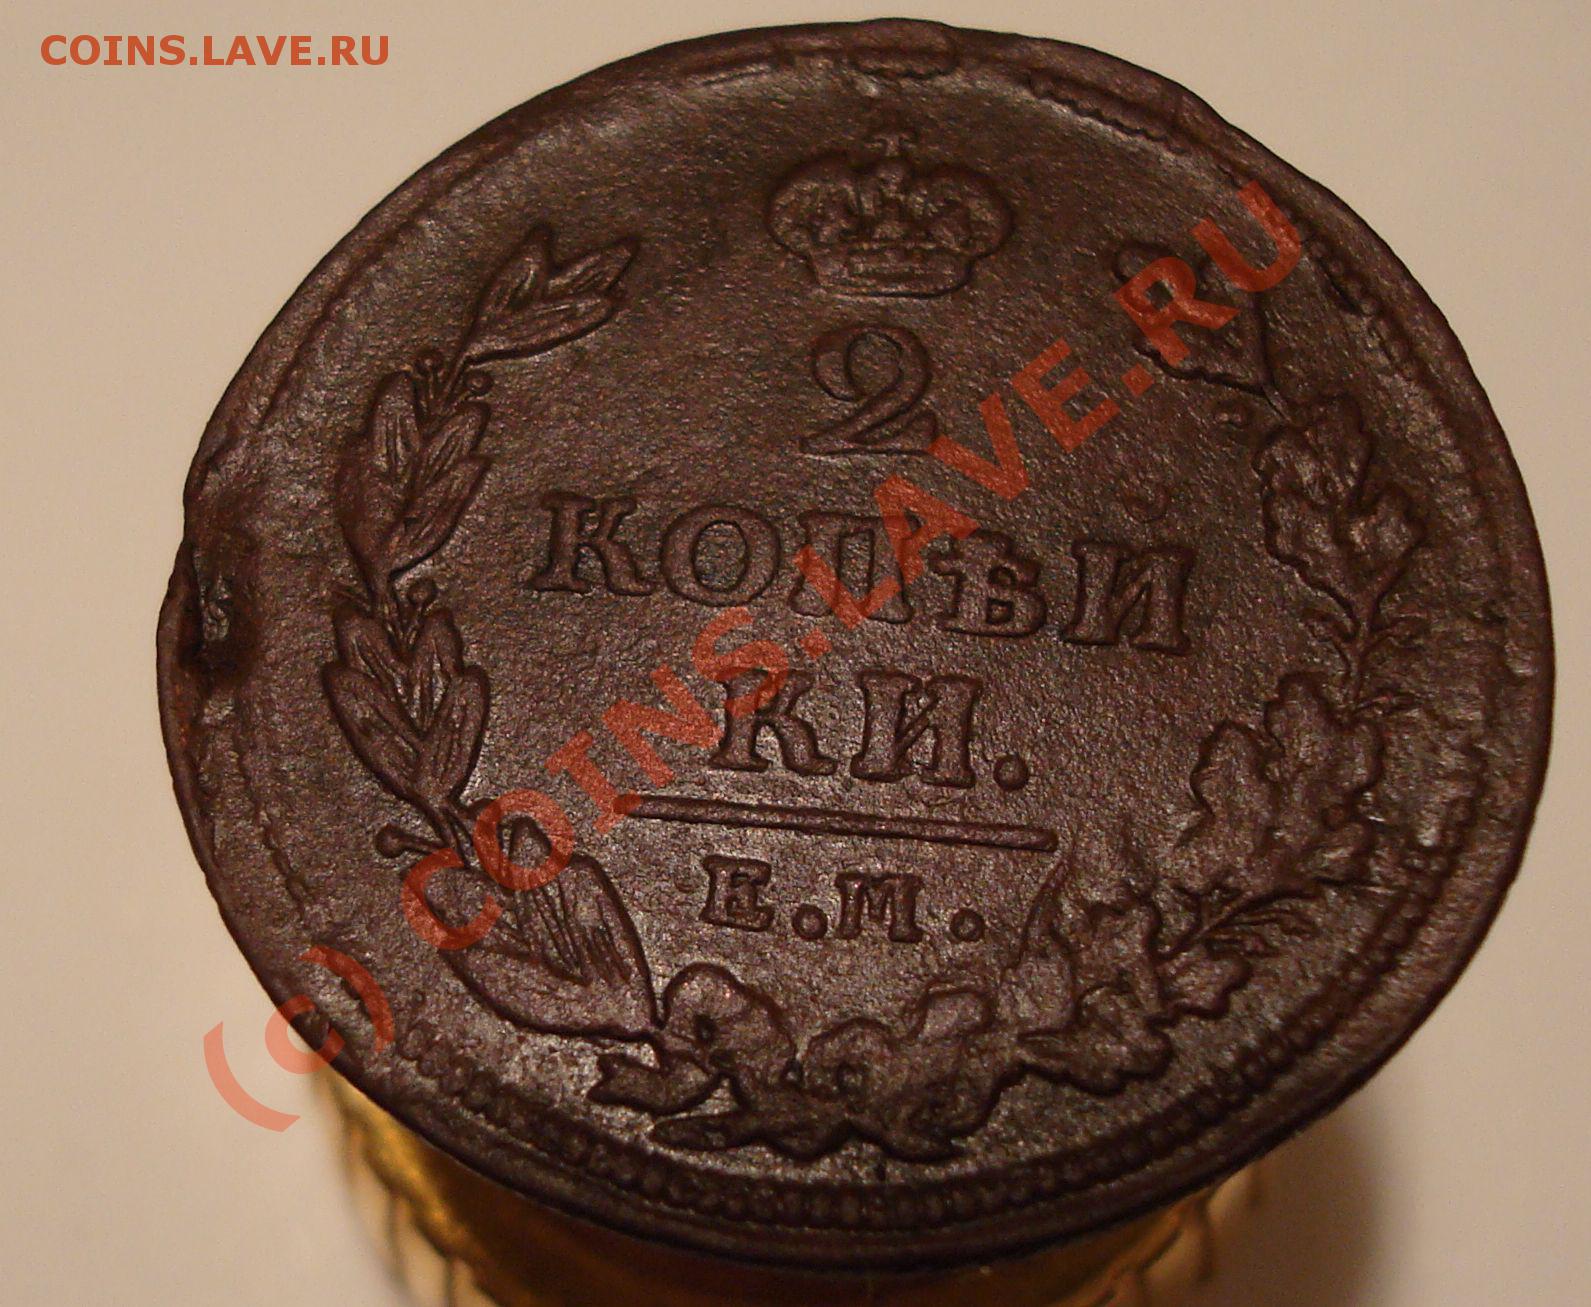 COINS.LAVE.RU
2
КОПѢЙ
КИ.
Е.М.
(c) COINS.LAVE.RU